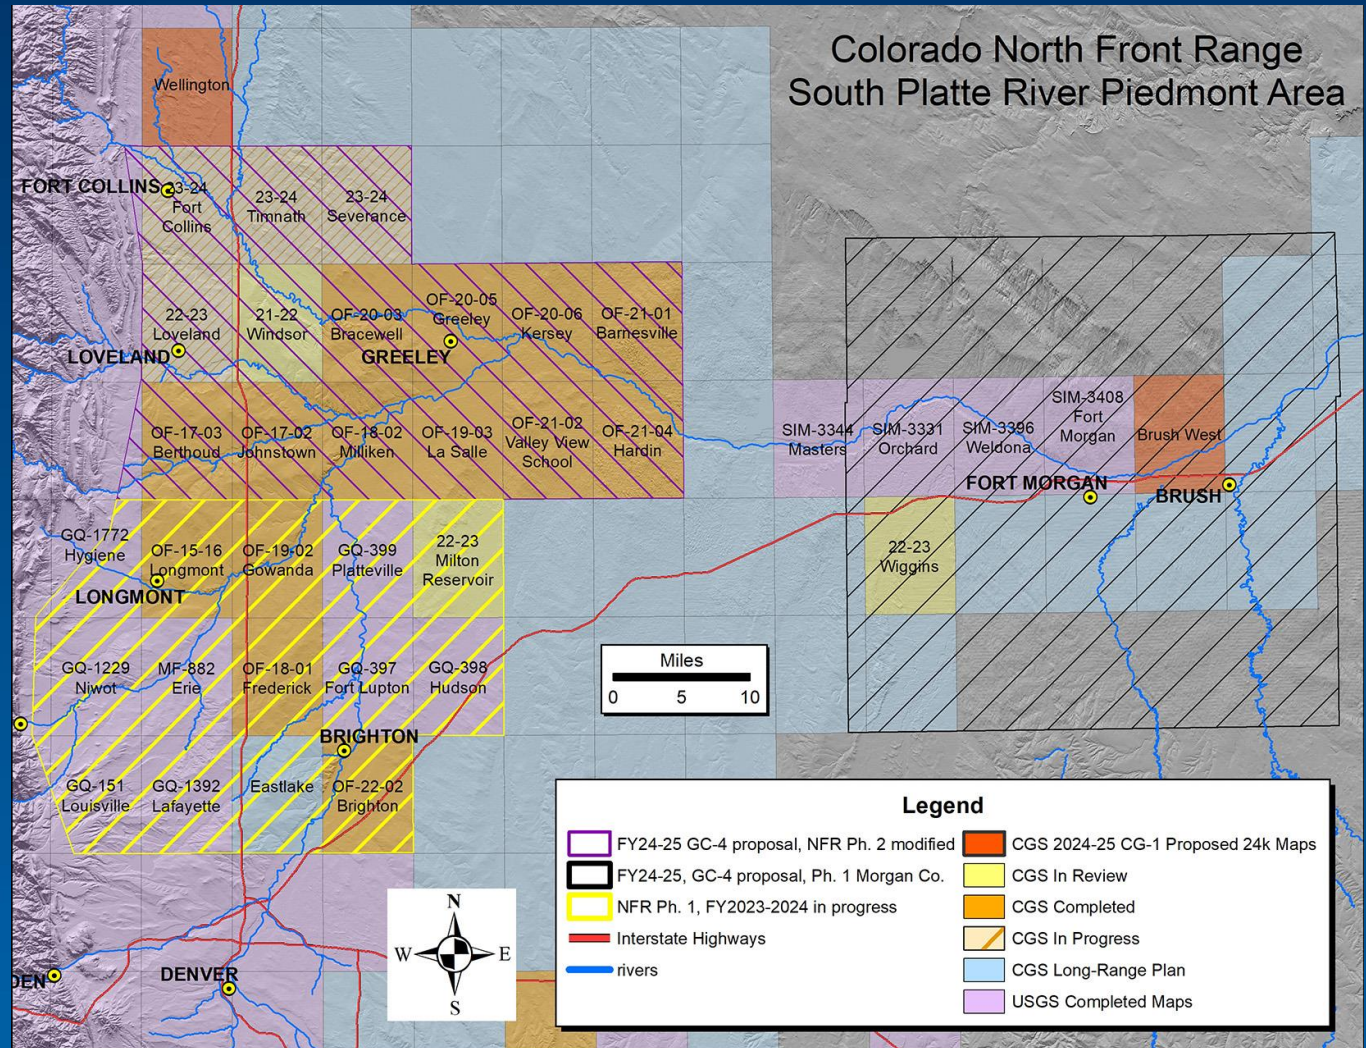 Colorado North Front Range
South Platte River Piedmont Area
Wellington
FORT COLLINS
23-24
Fort
Collins
23-24
Timnath
23-24
Severance
22-23
Loveland
LOVELAND
21-22
Windsor
OF-20-03
Bracewell
OF-20-05
Greeley
GREELEY
OF-20-06
Kersey
OF-21-01
Barnesville
OF-17-03
Berthoud
OF-17-02
Johnstown
OF-18-02
Milliken
OF-19-03
La Salle
OF-21-02
Valley View
School
OF-21-04
Hardin
SIM-3344
Masters
SIM-3331
Orchard
SIM-3396
Weldona
SIM-3408
Fort
Morgan
Brush West
FORT MORGAN
BRUSH
GQ-1772
Hygiene
OF-15-16
Longmont
LONGMONT
OF-19-02
Gowanda
GQ-399
Platteville
22-23
Milton
Reservoir
22-23
Wiggins
GQ-1229
Niwot
MF-882
Erie
OF-18-01
Frederick
GQ-397
Fort Lupton
GQ-398
Hudson
Miles
0 5 10
BRIGHTON
GQ-151
Louisville
GQ-1392
Lafayette
Eastlake
OF-22-02
Brighton
Legend
FY24-25 GC-4 proposal, NFR Ph. 2 modified
FY24-25, GC-4 proposal, Ph. 1 Morgan Co.
NFR Ph. 1, FY2023-2024 in progress
Interstate Highways
rivers
CGS 2024-25 CG-1 Proposed 24k Maps
CGS In Review
CGS Completed
CGS In Progress
CGS Long-Range Plan
USGS Completed Maps
N
W E
S
DEN
DENVER